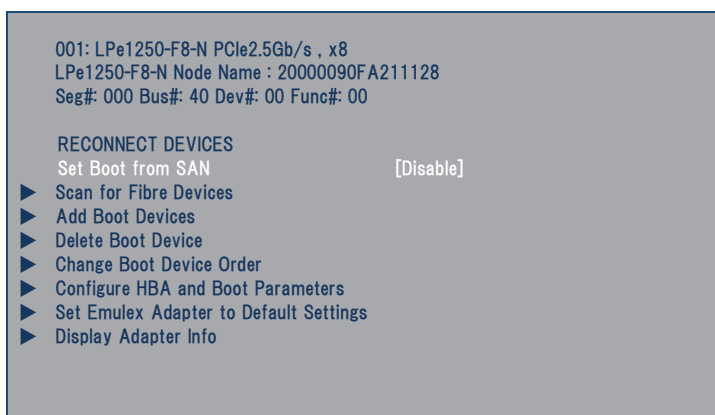 001: LPe1250-F8-N PCIe2.5Gb/s , x8
LPe1250-F8-N Node Name : 20000090FA211128
Seg#: 000 Bus#: 40 Dev#: 00 Func#: 00
RECONNECT DEVICES
Set Boot from SAN [Disable]
Scan for Fibre Devices
Add Boot Devices
Delete Boot Device
Change Boot Device Order
Configure HBA and Boot Parameters
Set Emulex Adapter to Default Settings
Display Adapter Info